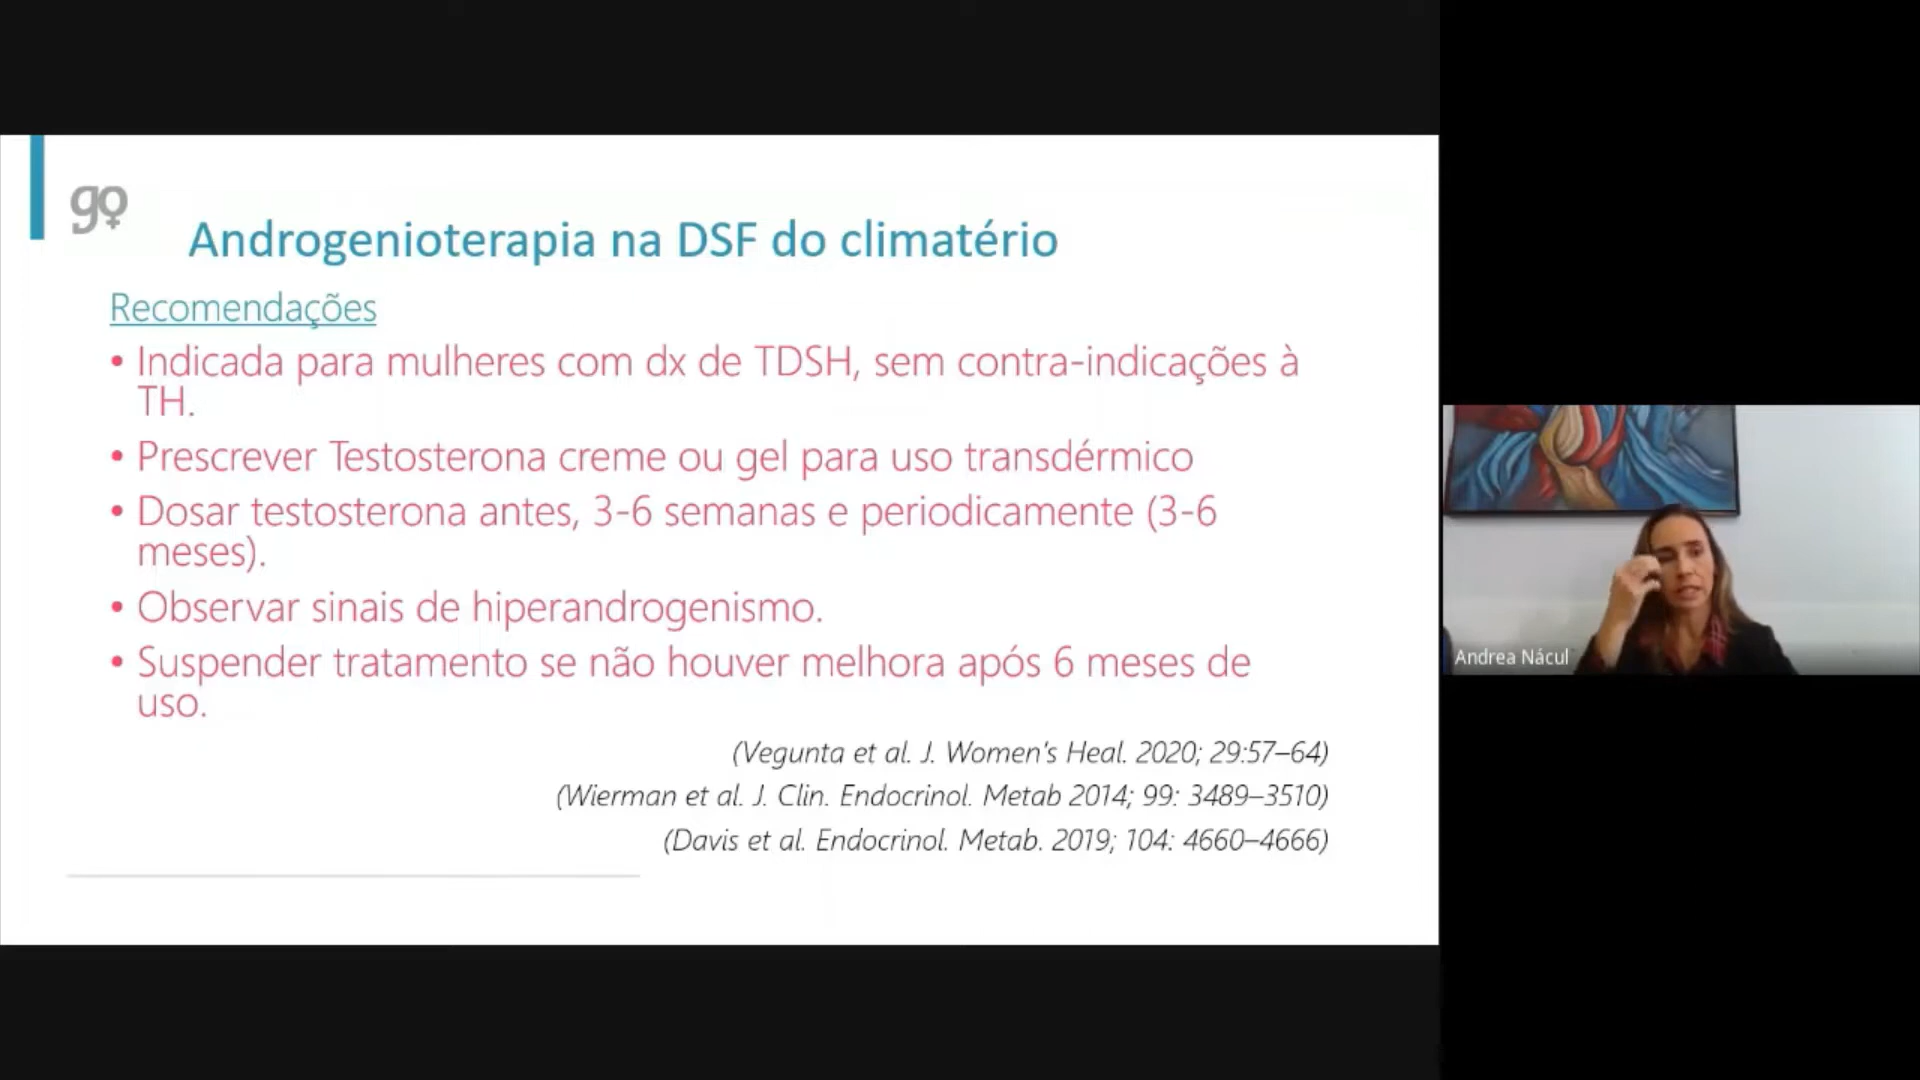 go
Androgenioterapia na DSF do climatério
Recomendações
• Indicada para mulheres com dx de TDSH, sem contra-indicações à
TH.
• Prescrever Testosterona creme ou gel para uso transdérmico
• Dosar testosterona antes, 3-6 semanas e periodicamente (3-6
meses).
• Observar sinais de hiperandrogenismo.
• Suspender tratamento se não houver melhora após 6 meses de
uso.
(Vegunta et al. J. Women's Heal. 2020; 29:57–64)
(Wierman et al. J. Clin. Endocrinol. Metab 2014; 99: 3489–3510)
(Davis et al. Endocrinol. Metab. 2019; 104: 4660–4666)
Andrea Nácul